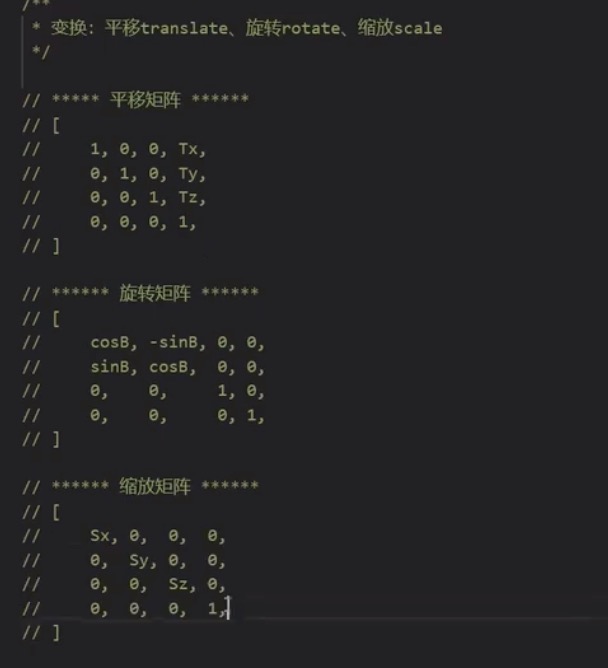 /**
* 变换: 平移translate、旋转rotate、缩放scale
*/
// ***** 平移矩阵 ******
// [
//     1, 0, 0, Tx,
//     0, 1, 0, Ty,
//     0, 0, 1, Tz,
//     0, 0, 0, 1,
// ]
// ****** 旋转矩阵 ******
// [
//     cosB, -sinB, 0, 0,
//     sinB, cosB,  0, 0,
//     0,    0,     1, 0,
//     0,    0,     0, 1,
// ]
// ****** 缩放矩阵 ******
// [
//     Sx, 0,  0,  0,
//     0,  Sy, 0,  0,
//     0,  0,  Sz, 0,
//     0,  0,  0,  1,
// ]